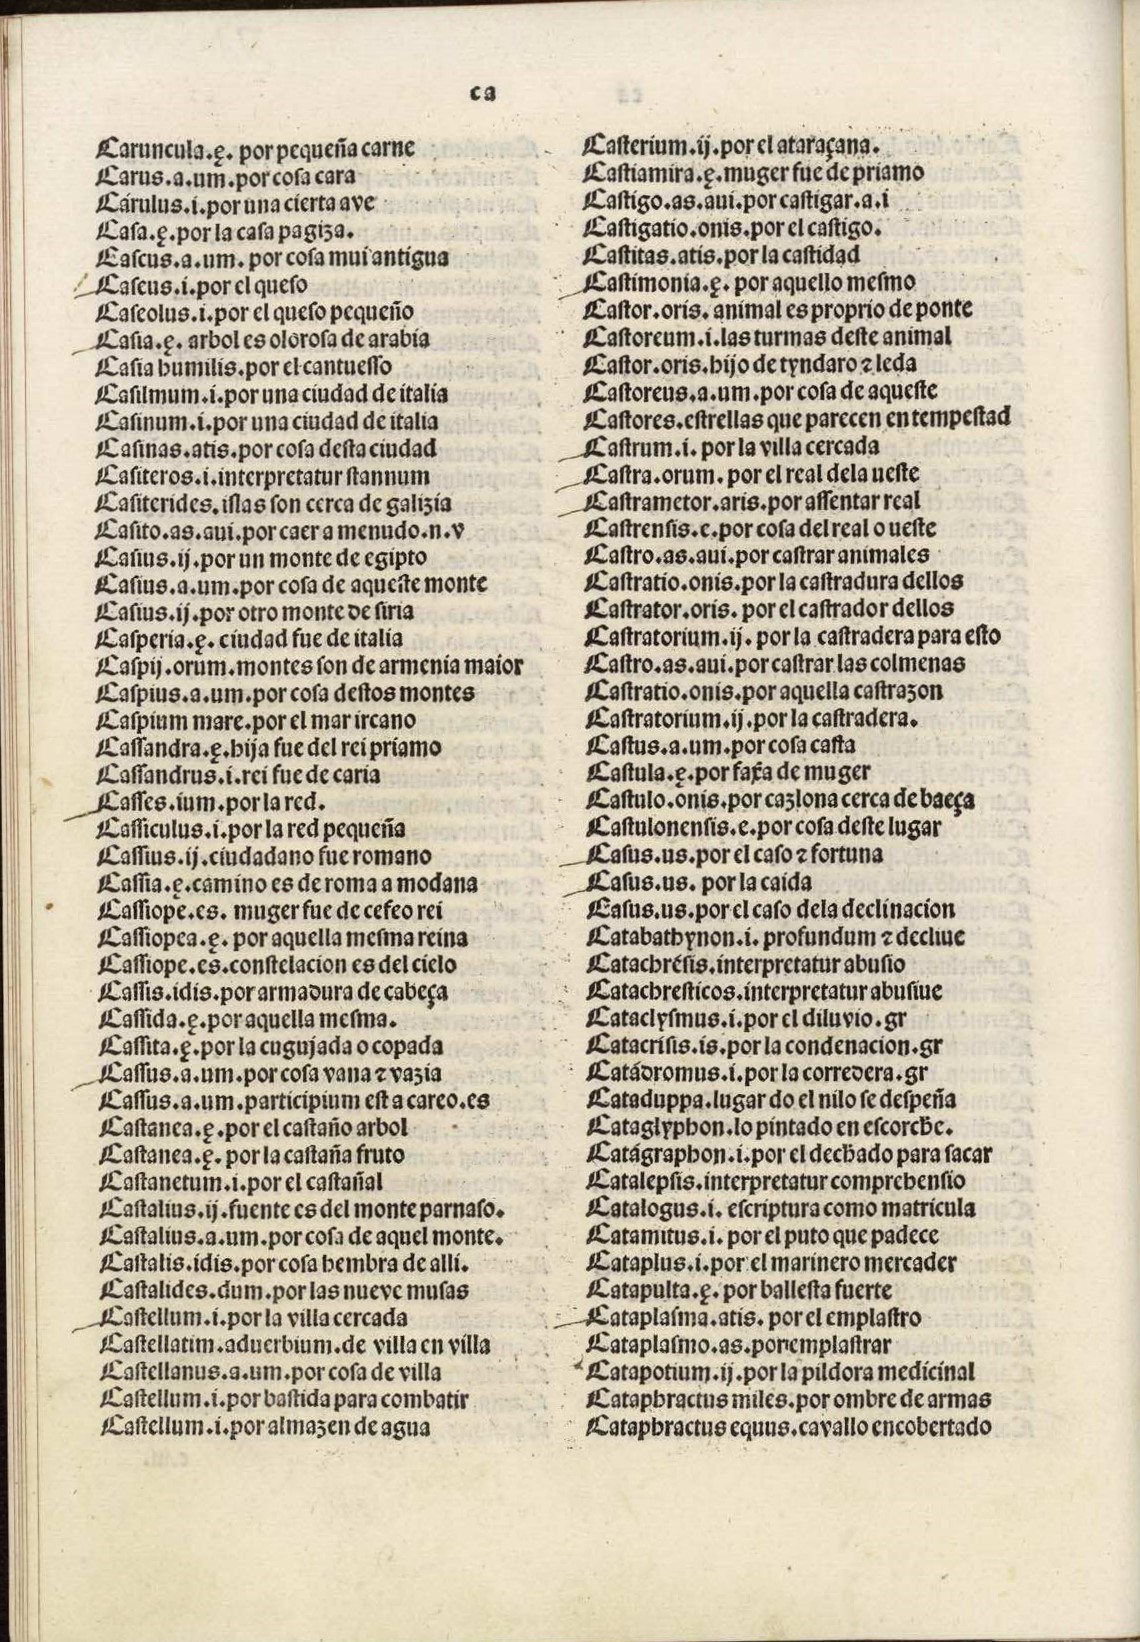 ca
Caruncula.ę. por pequeña carne
Carus.a.um.por cosa cara
Cárulus.i.por una cierta ave
Casa.ę.por la casa pagiza.
Cascus.a.um. por cosa mui antigua
Caseus.i.por el queso
Caseolus.i.por el queso pequeño
Casia.ę. arbol es olorosa de arabia
Casia humilis.por el cantuesso
Casilmum.i.por una ciudad de italia
Casinum.i.por una ciudad de italia
Casinas.atis.por cosa desta ciudad
Casiteros.i.interpretatur stannum
Casiterides.islas son cerca de galizia
Casito.as.aui.por caer a menudo.n.v
Casius.ij.por un monte de egipto
Casius.a.um.por cosa de aqueste monte
Casius.ij.por otro monte de siria
Casperia.ę. ciudad fue de italia
Caspij.orum.montes son de armenia maior
Caspius.a.um.por cosa destos montes
Caspium mare.por el mar ircano
Cassandra.ę.hija fue del rei priamo
Cassandrus.i.rei fue de caria
Casses.ium.por la red.
Cassiculus.i.por la red pequeña
Cassius.ij.ciudadano fue romano
Cassia.ę.camino es de roma a modana
Cassiope.es. muger fue de cefeo rei
Cassiopea.ę. por aquella mesma reina
Cassiope.es.constelacion es del cielo
Cassis.idis.por armadura de cabeça
Cassida.ę.por aquella mesma.
Cassita.ę.por la cugujada o copada
Cassus.a.um.por cosa vana ⁊ vazia
Cassus.a.um.participium est a careo.es
Castanea.ę.por el castaño arbol
Castanea.ę.por la castaña fruto
Castanetum.i.por el castañal
Castalius.ij.fuente es del monte parnaso.
Castalius.a.um.por cosa de aquel monte.
Castalis.idis.por cosa hembra de alli.
Castalides.dum.por las nueve musas
Castellum.i.por la villa cercada
Castellatim.aduerbium.de villa en villa
Castellanus.a.um.por cosa de villa
Castellum.i.por bastida para combatir
Castellum.i.por almazen de agua
Casterium.ij.por el ataraçana.
Castiamira.ę.muger fue de priamo
Castigo.as.aui.por castigar.a.i
Castigatio.onis.por el castigo.
Castitas.atis.por la castidad
Castimonia.ę. por aquello mesmo
Castor.oris. animal es proprio de ponte
Castoreum.i.las turmas deste animal
Castor.oris.hijo de tyndaro ⁊ leda
Castoreus.a.um.por cosa de aqueste
Castores.estrellas que parecen en tempestad
Castrum.i. por la villa cercada
Castra.orum. por el real dela ueste
Castrametor.aris.por assentar real
Castrensis.e.por cosa del real o ueste
Castro.as.aui.por castrar animales
Castratio.onis.por la castradura dellos
Castrator.oris. por el castrador dellos
Castratorium.ij. por la castradera para esto
Castro.as.aui.por castrar las colmenas
Castratio.onis.por aquella castrazon
Castratorium.ij.por la castradera.
Castus.a.um.por cosa casta
Castula.ę.por faxa de muger
Castulo.onis.por cazlona cerca de baeça
Castulonensis.e.por cosa deste lugar
Casus.us.por el caso ⁊ fortuna
Casus.us. por la caida
Casus.us.por el caso dela declinacion
Catabathynon.i. profundum ⁊ decliue
Catachrésis.interpretatur abusio
Catachresticos.interpretatur abusiue
Cataclysmus.i.por el diluvio.gr
Catacrisis.is.por la condenacion.gr
Catádromus.i.por la corredera.gr
Cataduppa.lugar do el nilo se despeña
Cataglyphon.lo pintado en escorche.
Catágraphon.i.por el dechado para sacar
Catalepsis.interpretatur comprehensio
Catalogus.i. escriptura como matricula
Catamitus.i. por el puto que padece
Cataplus.i.por el marinero mercader
Catapulta.ę.por ballesta fuerte
Cataplasma.atis. por el emplastro
Cataplasmo.as.por emplastrar
Catapotium.ij.por la pildora medicinal
Cataphractus miles.por ombre de armas
Cataphractus equus.cavallo encobertado